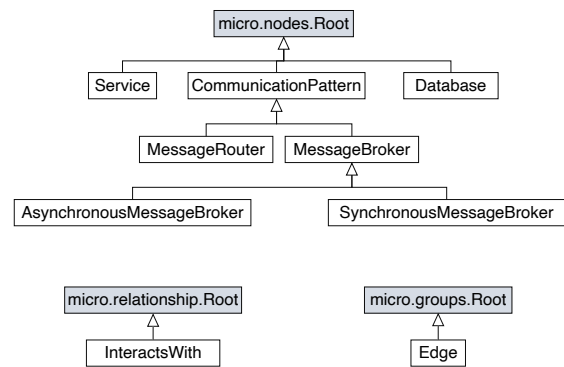 micro.nodes.Root
Service CommunicationPattern Database
MessageRouter MessageBroker
AsynchronousMessageBroker SynchronousMessageBroker
micro.relationship.Root micro.groups.Root
InteractsWith Edge